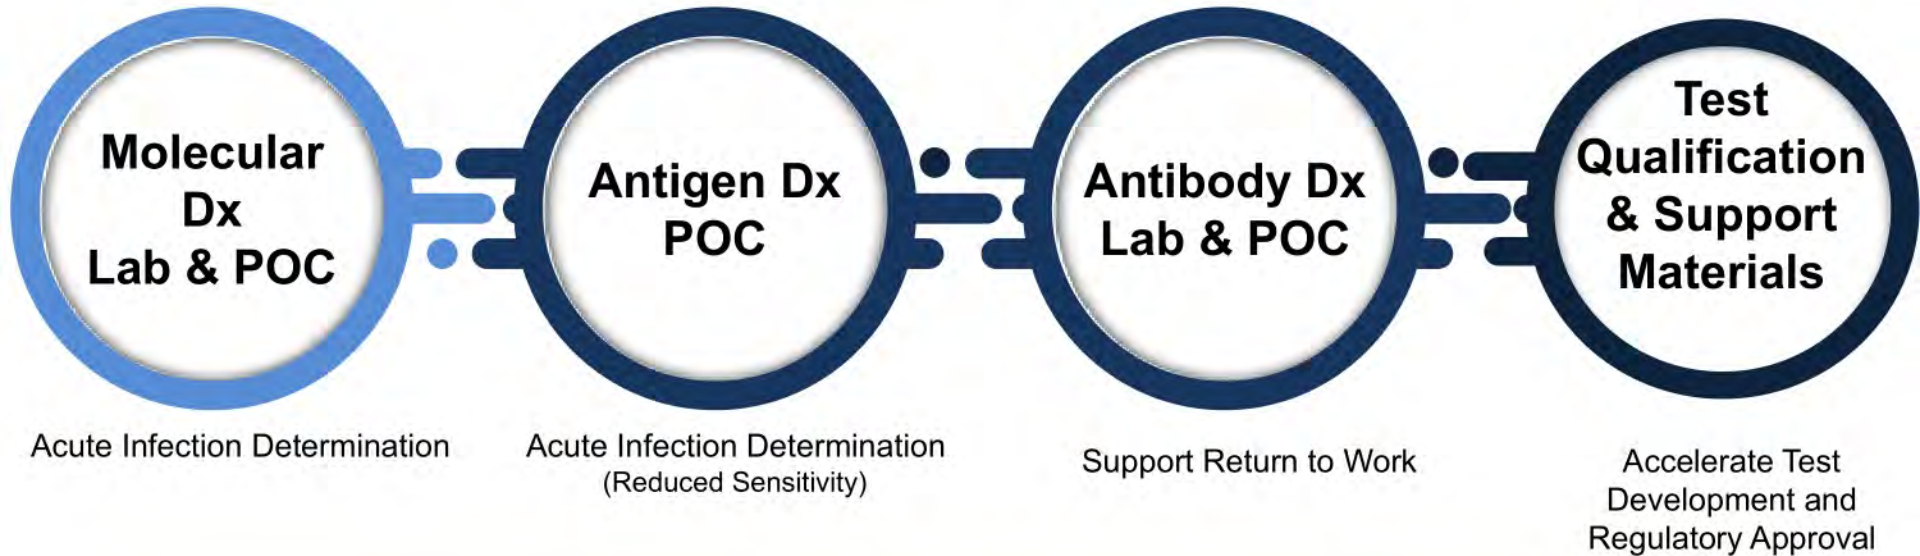 Molecular
Dx
Lab & POC
Acute Infection Determination
Antigen Dx
POC
Acute Infection Determination
(Reduced Sensitivity)
Antibody Dx
Lab & POC
Support Return to Work
Test
Qualification
& Support
Materials
Accelerate Test
Development and
Regulatory Approval